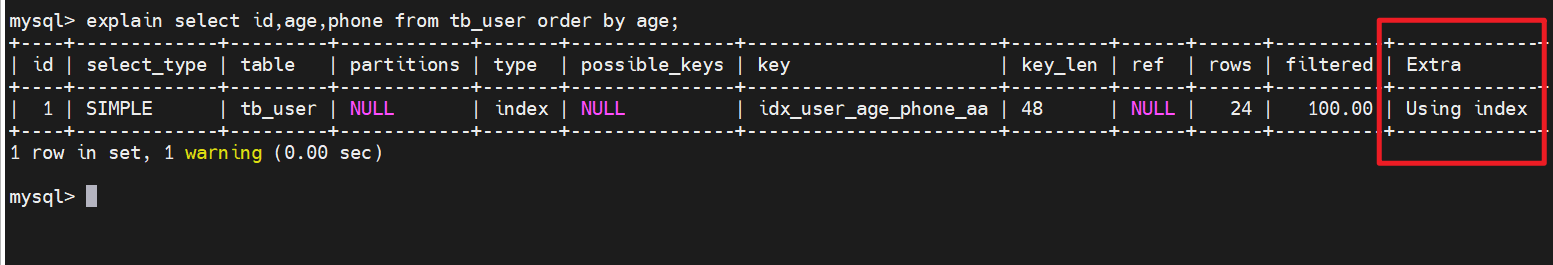 mysql> explain select id,age,phone from tb_user order by age;
+----+-------------+---------+------------+-------+---------------+----------------------+---------+------+------+----------+-------------+
| id | select_type | table   | partitions | type  | possible_keys | key                  | key_len | ref  | rows | filtered | Extra       |
+----+-------------+---------+------------+-------+---------------+----------------------+---------+------+------+----------+-------------+
|  1 | SIMPLE      | tb_user | NULL       | index | NULL          | idx_user_age_phone_aa | 48      | NULL |   24 |   100.00 | Using index |
+----+-------------+---------+------------+-------+---------------+----------------------+---------+------+------+----------+-------------+
1 row in set, 1 warning (0.00 sec)
mysql>